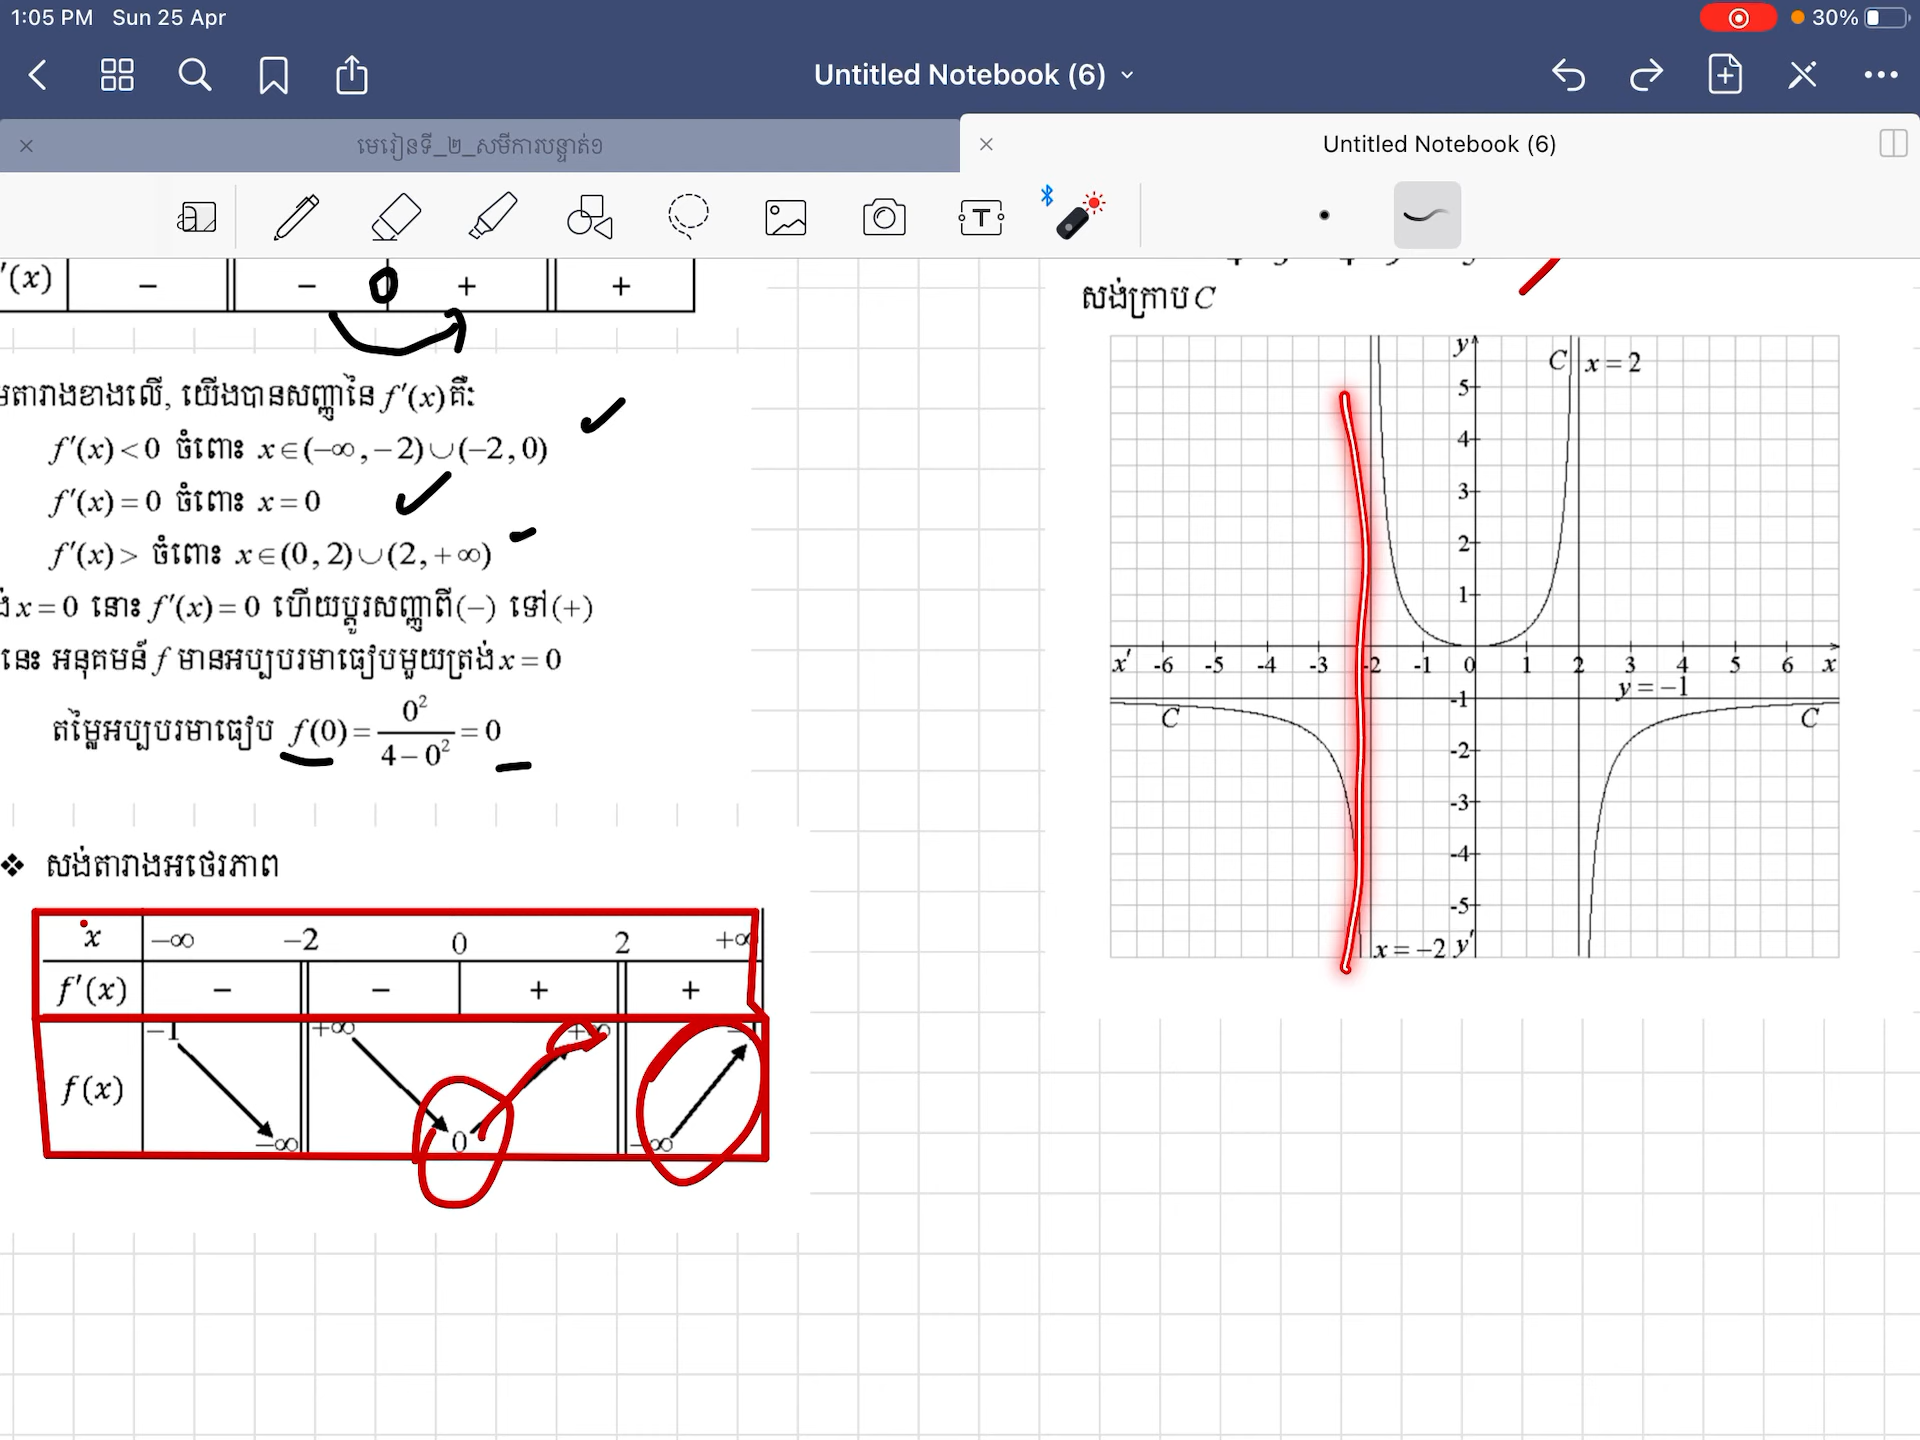 1:05 PM Sun 25 Apr
30%
Untitled Notebook (6)
មេរៀនទី_២_សមីការបន្ទាត់១
Untitled Notebook (6)
'(x) − − 0 + +
តារាងខាងលើ, យើងបានសញ្ញានៃ f'(x) គឺ៖
f'(x) < 0 ចំពោះ x∈(−∞, −2)∪(−2, 0)
f'(x) = 0 ចំពោះ x = 0
f'(x) > ចំពោះ x∈(0, 2)∪(2, +∞)
x = 0 នោះ f'(x) = 0 ហើយប្តូរសញ្ញាពី (−) ទៅ (+)
នេះ អនុគមន៍ f មានអប្បបរមាធៀបមួយត្រង់ x = 0
តម្លៃអប្បបរមាធៀប f(0) = 0²/(4 − 0²) = 0
❖ សង់តារាងអថេរភាព
x −∞ −2 0 2 +∞
f'(x) − − + +
−1 +∞ +∞
f(x)
−∞ 0 −∞
សង់ក្រាប C
y C x = 2
5
4
3
2
1
x' -6 -5 -4 -3 -2 -1 0 1 2 3 4 5 6 x
-1 y = −1
C C
-2
-3
-4
-5
x = −2 y'